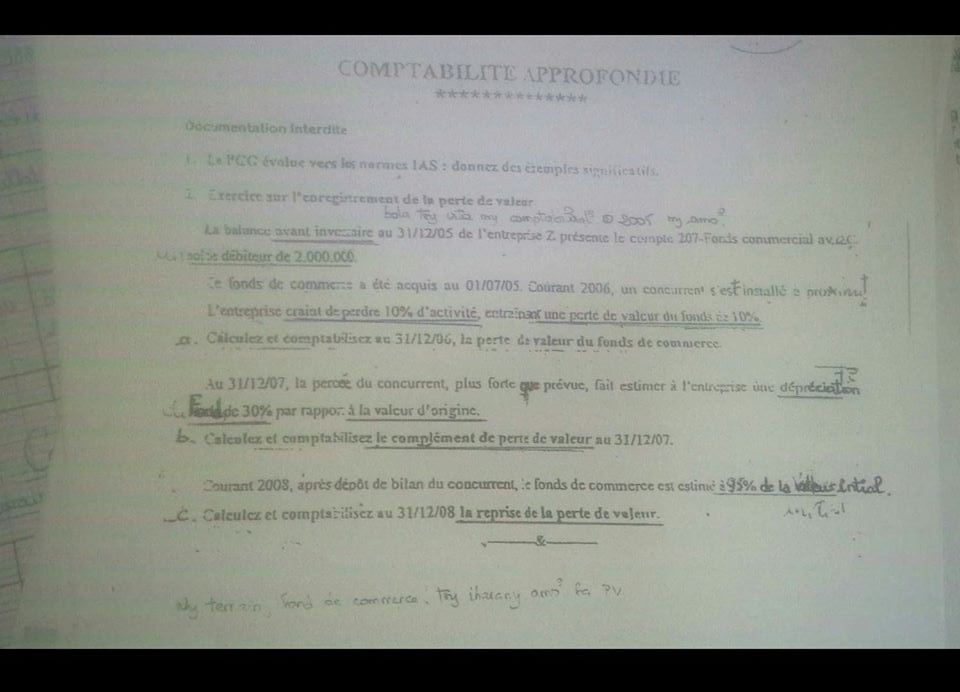 COMPTABILITE APPROFONDIE
**************
Documentation Interdite
1. Le PCG évolue vers les normes IAS : donnez des exemples significatifs.
2. Exercice sur l'enregistrement de la perte de valeur
bola tsy my 2005 my
La balance avant inventaire au 31/12/05 de l'entreprise Z présente le compte 207-Fonds commercial avec
un solde débiteur de 2.000.000.
Ce fonds de commerce a été acquis au 01/07/05. Courant 2006, un concurrent s'est installé à proximité
L'entreprise craint de perdre 10% d'activité, entraînant une perte de valeur du fonds de 10%.
a. Calculez et comptabilisez au 31/12/06, la perte de valeur du fonds de commerce.
Au 31/12/07, la percée du concurrent, plus forte que prévue, fait estimer à l'entreprise une dépréciation
du Fond de 30% par rapport à la valeur d'origine.
b. Calculez et comptabilisez le complément de perte de valeur au 31/12/07.
Courant 2008, après dépôt de bilan du concurrent, le fonds de commerce est estimé à 95% de la
c. Calculez et comptabilisez au 31/12/08 la reprise de la perte de valeur.
&
Ny terrain, fond de commerce. Tsy fa PV